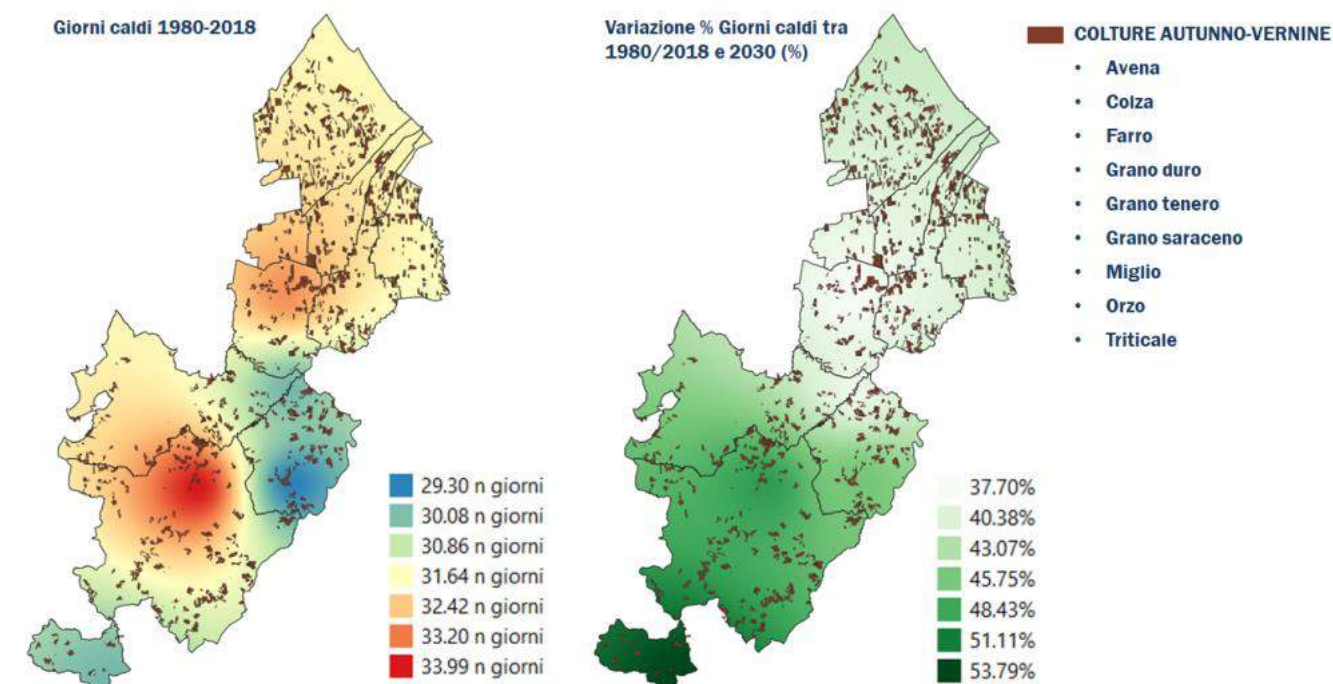 Giorni caldi 1980-2018
Variazione % Giorni caldi tra
1980/2018 e 2030 (%)
COLTURE AUTUNNO-VERNINE
• Avena
• Colza
• Farro
• Grano duro
• Grano tenero
• Grano saraceno
• Miglio
• Orzo
• Triticale
29.30 n giorni
30.08 n giorni
30.86 n giorni
31.64 n giorni
32.42 n giorni
33.20 n giorni
33.99 n giorni
37.70%
40.38%
43.07%
45.75%
48.43%
51.11%
53.79%